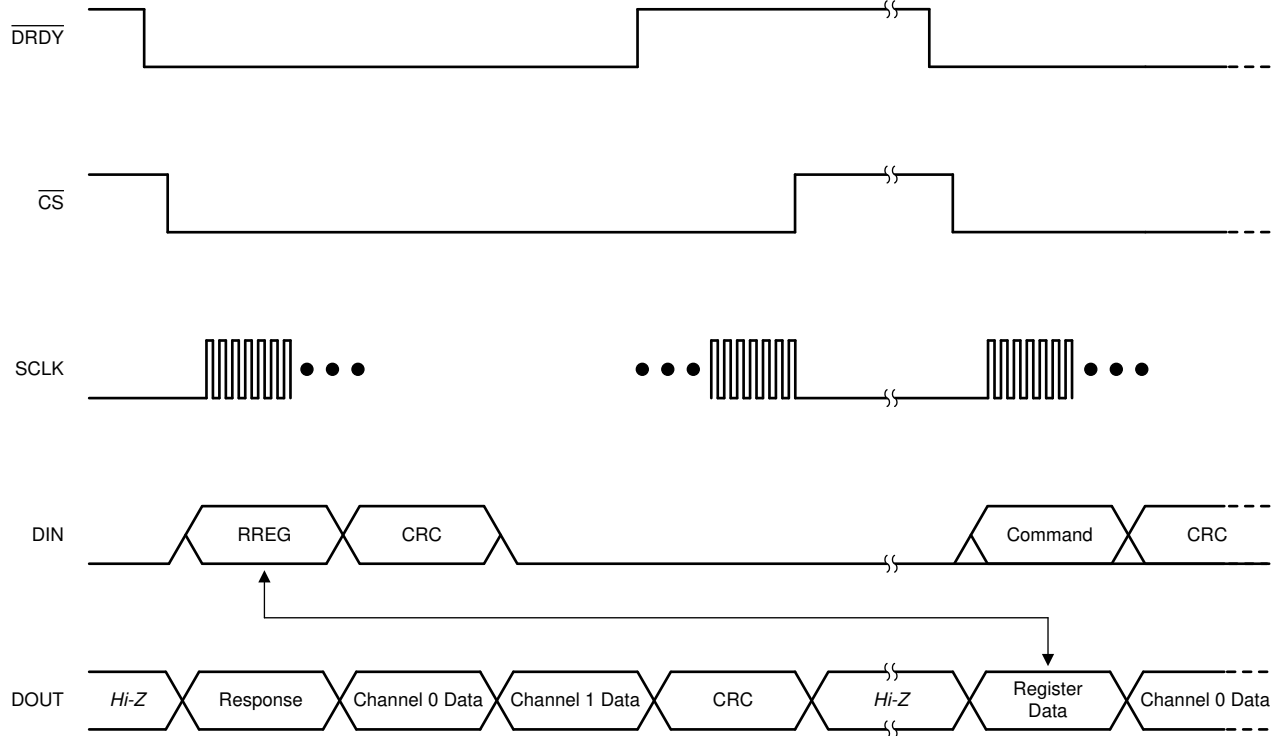 DRDY
CS
SCLK
DIN
RREG
CRC
Command
CRC
DOUT
Hi-Z
Response
Channel 0 Data
Channel 1 Data
CRC
Hi-Z
Register
Data
Channel 0 Data